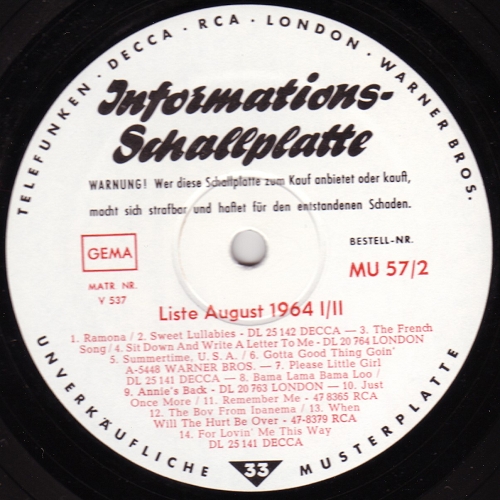 TELEFUNKEN · DECCA · RCA · LONDON · WARNER BROS.
Informations-
Schallplatte
WARNUNG! Wer diese Schallplatte zum Kauf anbietet oder kauft,
macht sich strafbar und haftet für den entstandenen Schaden.
GEMA
BESTELL-NR.
MU 57/2
MATR. NR.
V 537
Liste August 1964 I/II
1. Ramona / 2. Sweet Lullabies - DL 25 142 DECCA — 3. The French
Song / 4. Sit Down And Write A Letter To Me - DL 20 764 LONDON
5. Summertime, U. S. A. / 6. Gotta Good Thing Goin'
A-5448 WARNER BROS. — 7. Please Little Girl
DL 25 141 DECCA — 8. Bama Lama Bama Loo /
9. Annie's Back - DL 20 763 LONDON — 10. Just
Once More / 11. Remember Me - 47 8365 RCA
12. The Boy From Ipanema / 13. When
Will The Hurt Be Over - 47-8379 RCA
14. For Lovin' Me This Way
DL 25 141 DECCA
UNVERKÄUFLICHE 33 MUSTERPLATTE